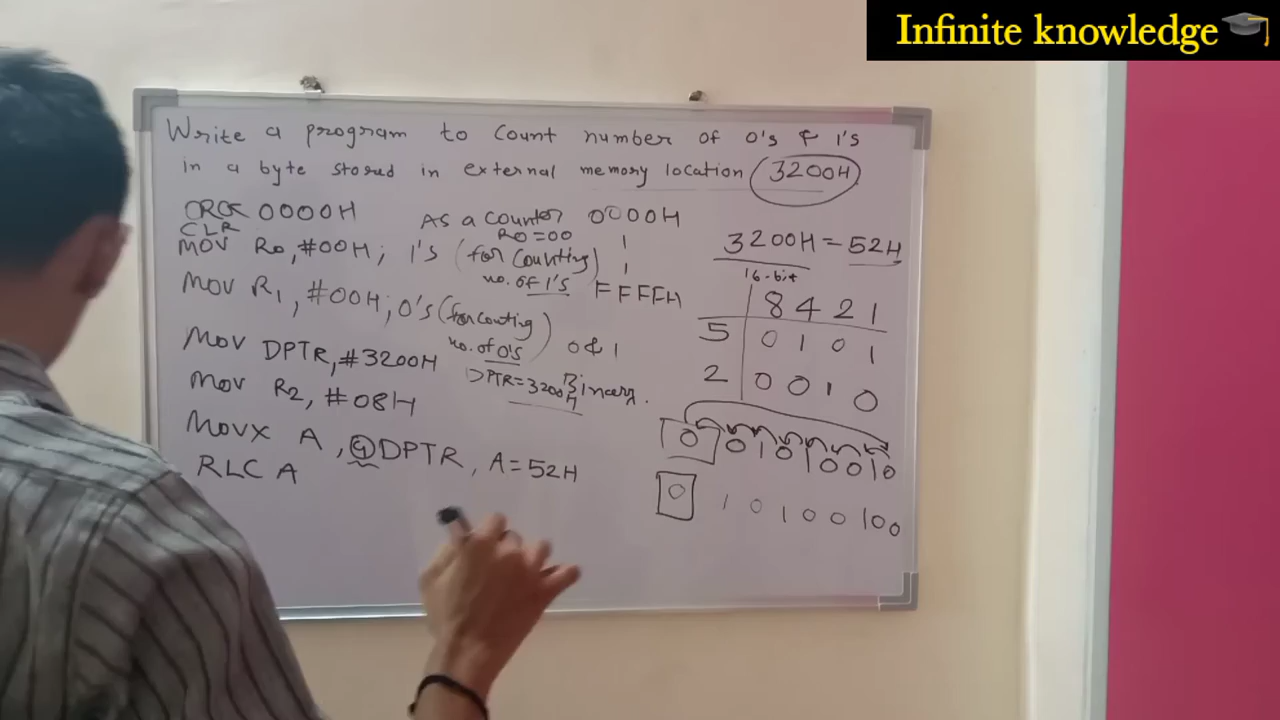 Infinite knowledge
Write a program to count number of 0's & 1's
in a byte stored in external memory location 3200H
ORG 0000H
CLR
MOV R0, #00H; 1's (for counting no. of 1's)
MOV R1, #00H; 0's (for conting no. of 0's)
MOV DPTR, #3200H
MOV R2, #08H
MOVX A, @DPTR, A=52H
RLC A
As a counter
R0=00
0000H
1
1
FFFFH
0 & 1
DPTR=3200H
Binary.
3200H = 52H
16-bit
8 4 2 1
5 0 1 0 1
2 0 0 1 0
0 0 1 0 1 0 0 1 0
0 1 0 1 0 0 1 0 0